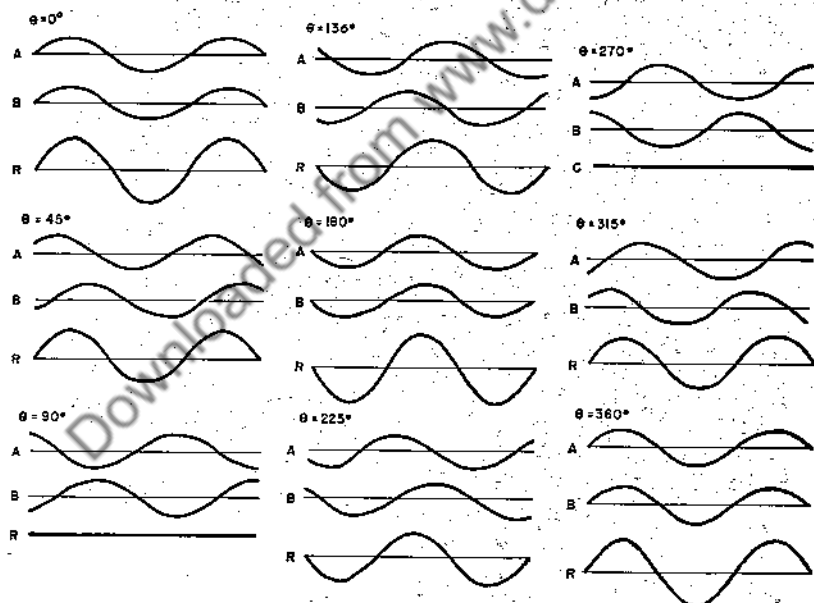 θ=0°
A
B
R
θ = 45°
A
B
R
θ = 90°
A
B
R
θ=136°
A
B
R
θ=180°
A
B
R
θ=225°
A
B
R
θ=270°
A
B
C
θ=315°
A
B
R
θ=360°
A
B
R
Downloaded from www.